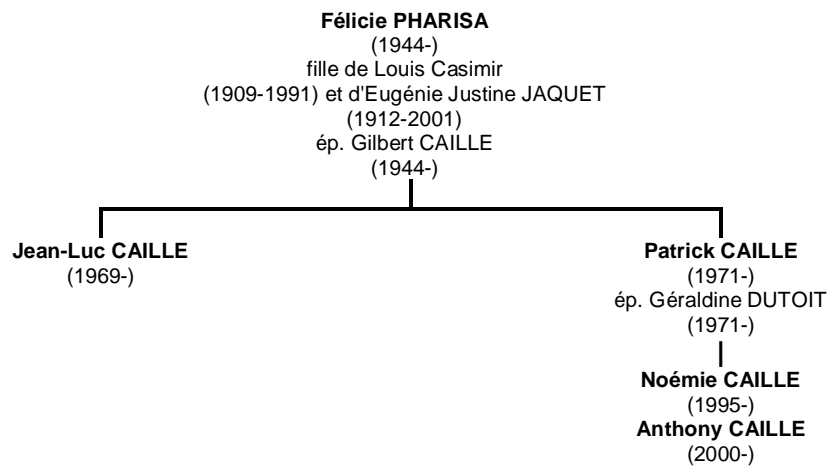 Félicie PHARISA
(1944-)
fille de Louis Casimir
(1909-1991) et d'Eugénie Justine JAQUET
(1912-2001)
ép. Gilbert CAILLE
(1944-)
Jean-Luc CAILLE
(1969-)
Patrick CAILLE
(1971-)
ép. Géraldine DUTOIT
(1971-)
Noémie CAILLE
(1995-)
Anthony CAILLE
(2000-)